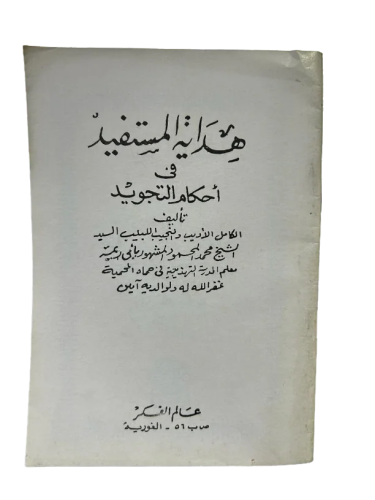 هداية المستفيد
في
أحكام التجويد
تأليف
الكامل الأديب والنجيب اللبيب السيد
الشيخ محمد المحمود المشهور بأبي ريمة
معلم المدرسة التهذيبية في حماه المحمية
غفر الله له ولوالديه آمين
عالم الفكر
ص ب ٥٦ - الغورية